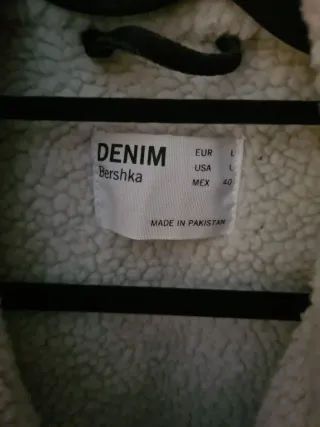 DENIM
Bershka
EUR L
USA L
MEX 40
MADE IN PAKISTAN